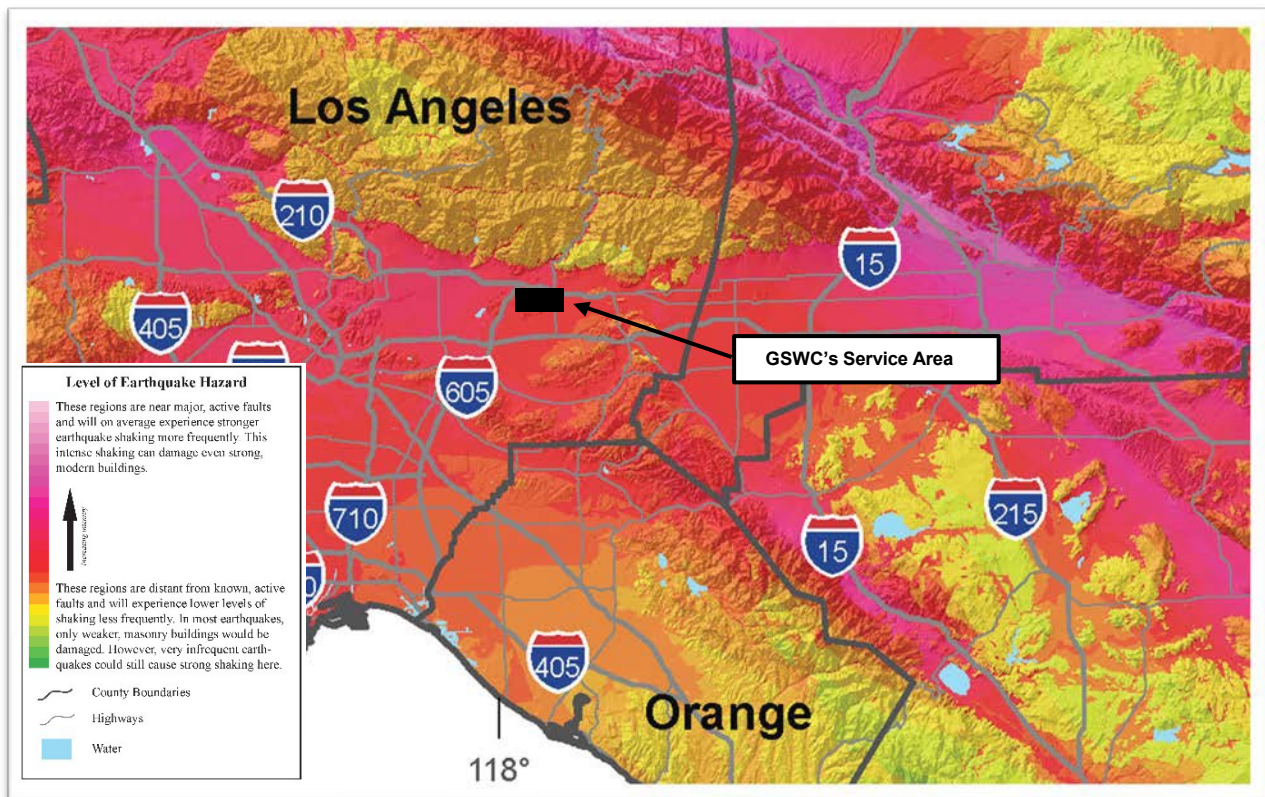 Los Angeles
210
15
405
GSWC's Service Area
605
Level of Earthquake Hazard
These regions are near major, active faults
and will on average experience stronger
earthquake shaking more frequently. This
intense shaking can damage even strong,
modern buildings.
Increasing intensity
These regions are distant from known, active
faults and will experience lower levels of
shaking less frequently. In most earthquakes,
only weaker, masonry buildings would be
damaged. However, very infrequent earth-
quakes could still cause strong shaking here.
County Boundaries
Highways
Water
710
0
15
215
405
Orange
118°